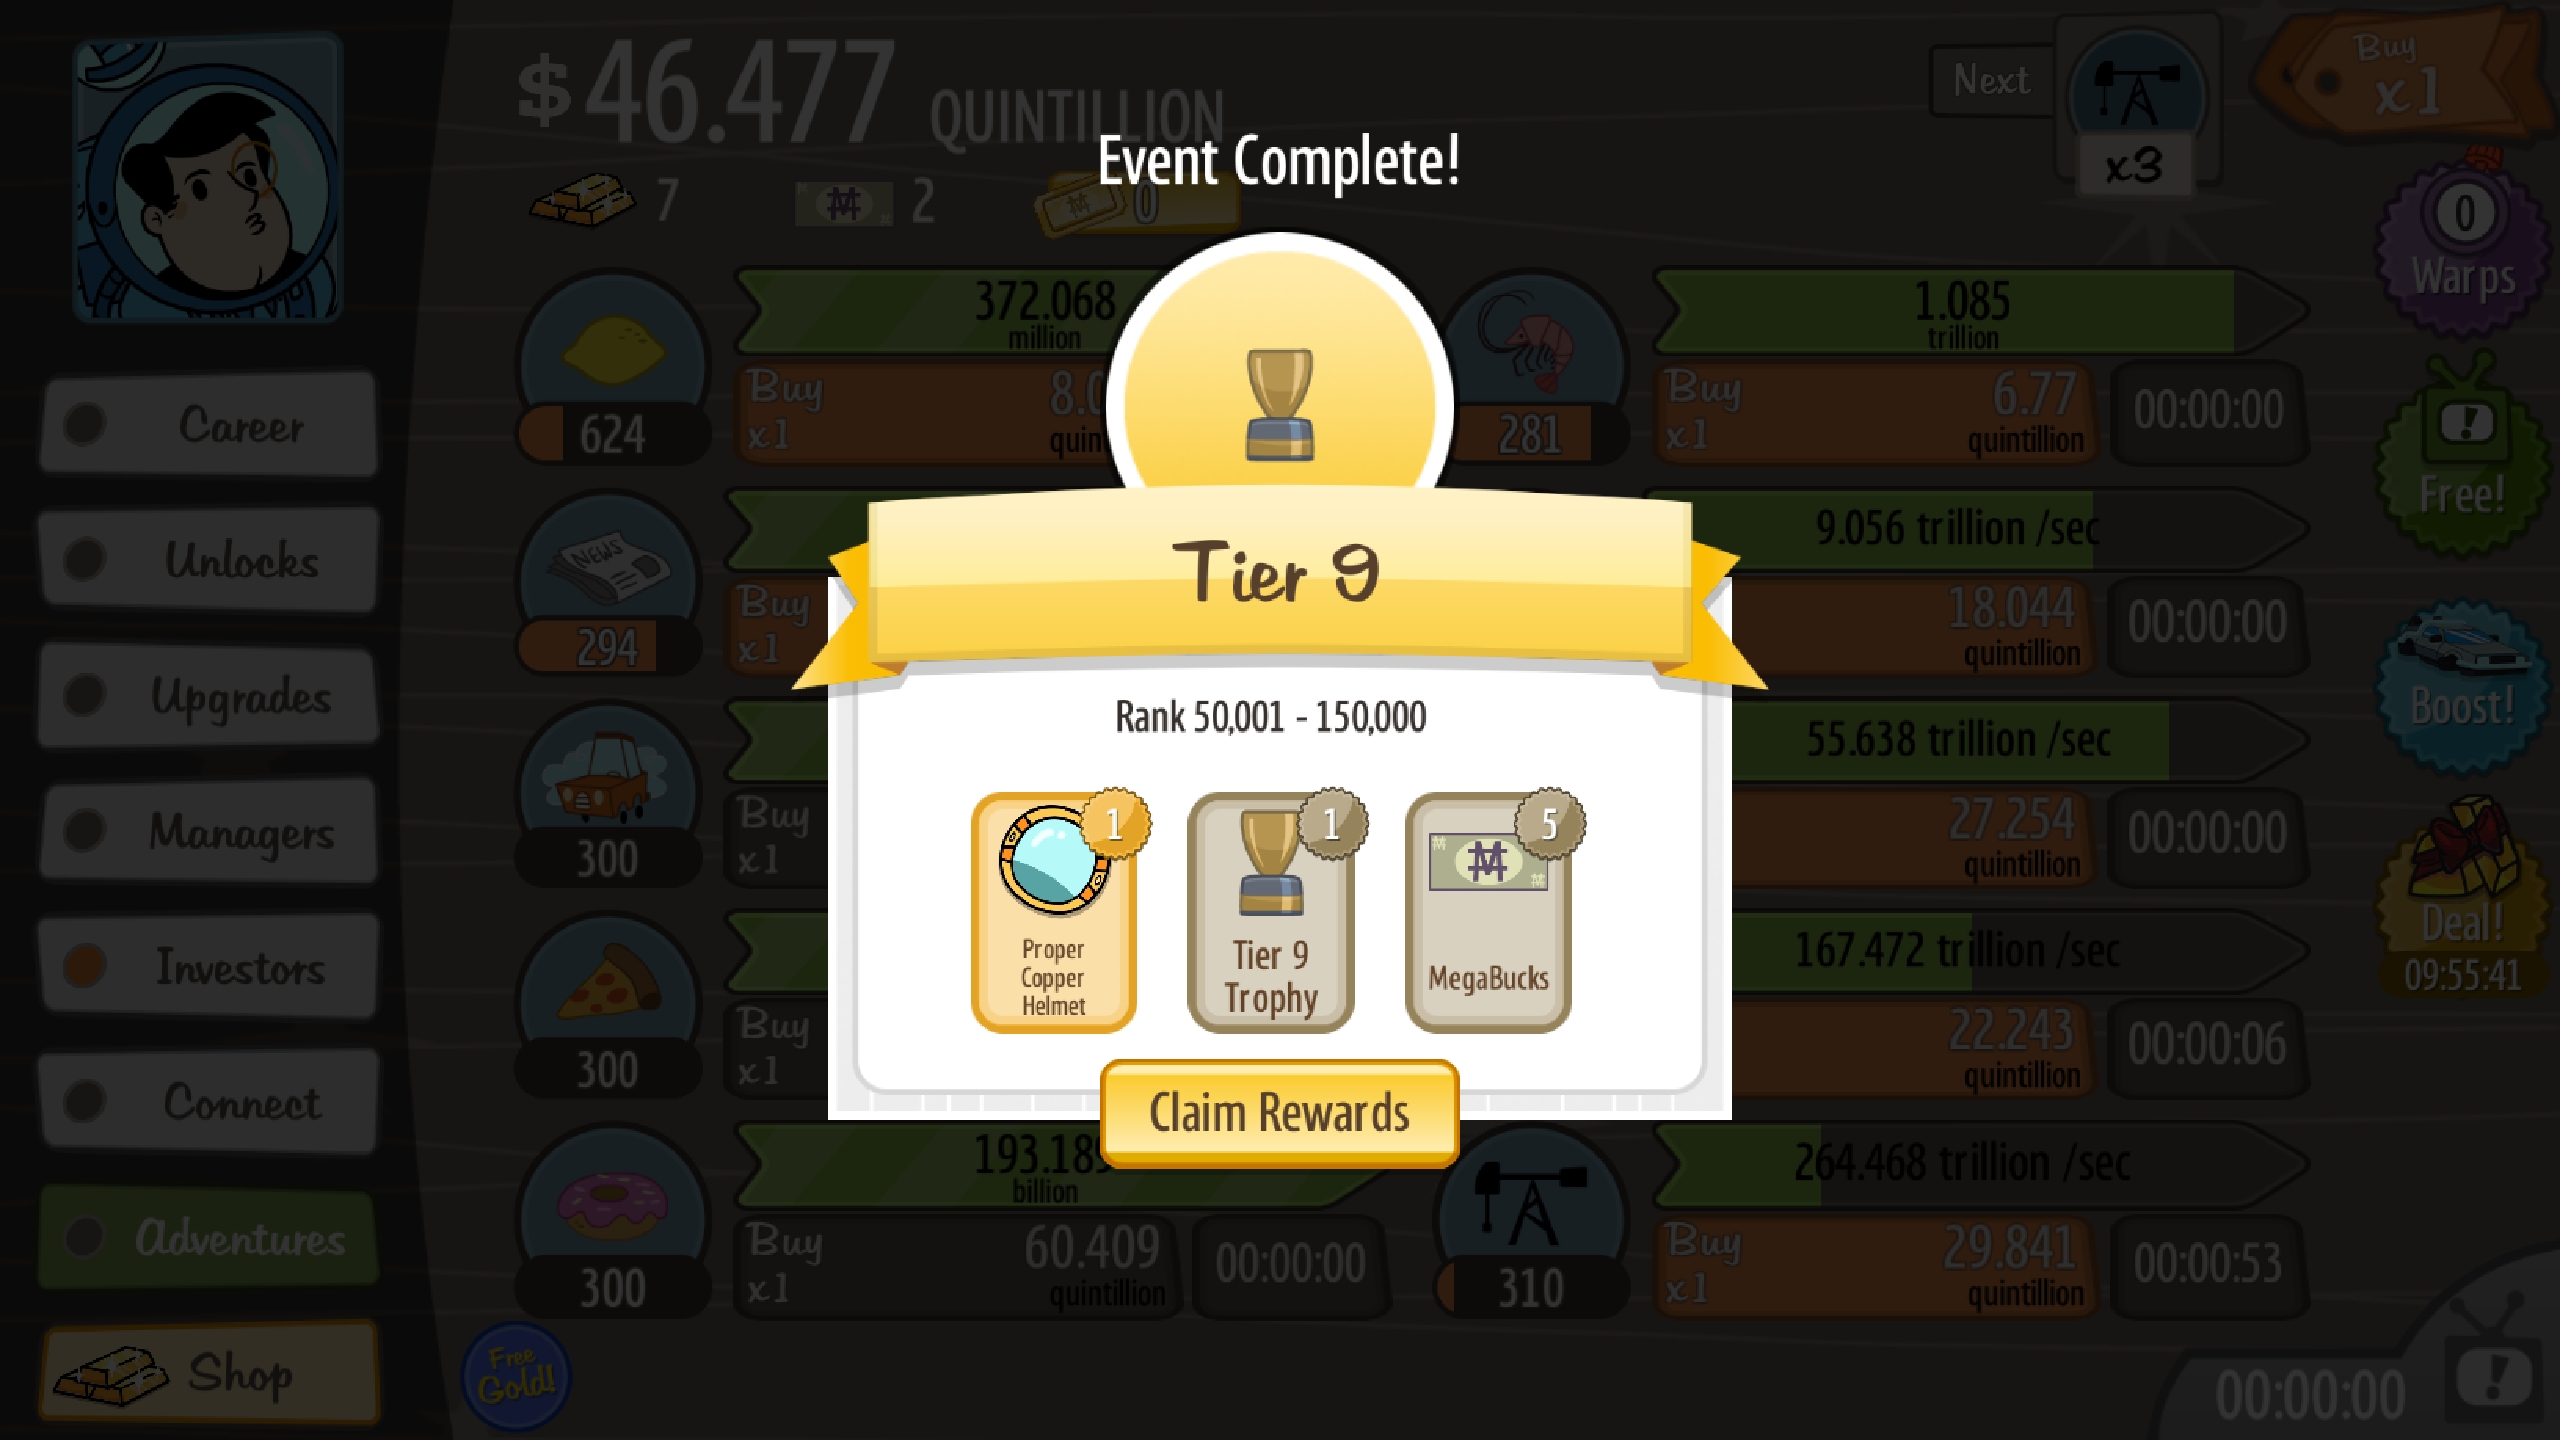 $46.477 QUINTILLION
Next
x3
Buy
x1
7
2
0
Event Complete!
0
Warps
Free!
Boost!
Deal!
09:55:41
Career
Unlocks
Upgrades
Managers
Investors
Connect
Adventures
Shop
Free
Gold!
372.068
million
624
Buy
x1
8.0
quin
NEWS
294
Buy
x1
300
Buy
x1
300
Buy
x1
193.189
billion
300
Buy
x1
60.409
quintillion
00:00:00
1.085
trillion
281
Buy
x1
6.77
quintillion
00:00:00
9.056 trillion /sec
18.044
quintillion
00:00:00
55.638 trillion /sec
27.254
quintillion
00:00:00
167.472 trillion /sec
22.243
quintillion
00:00:06
264.468 trillion /sec
310
Buy
x1
29.841
quintillion
00:00:53
Tier 9
Rank 50,001 - 150,000
1
Proper
Copper
Helmet
1
Tier 9
Trophy
5
MegaBucks
Claim Rewards
00:00:00